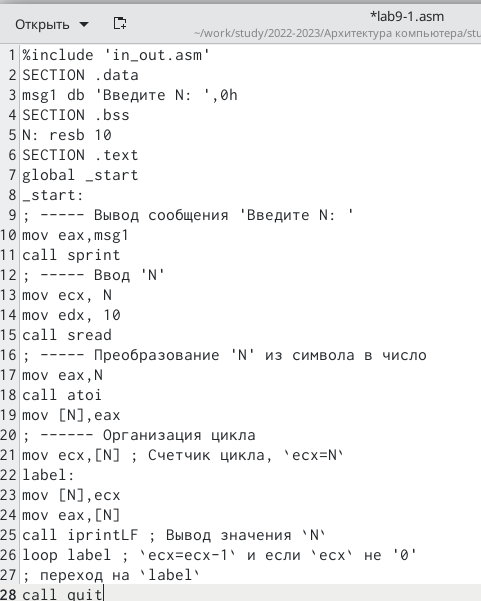 Открыть
*lab9-1.asm
~/work/study/2022-2023/Архитектура компьютера/stu
1 %include 'in_out.asm'
2 SECTION .data
3 msg1 db 'Введите N: ',0h
4 SECTION .bss
5 N: resb 10
6 SECTION .text
7 global _start
8 _start:
9 ; ----- Вывод сообщения 'Введите N: '
10 mov eax,msg1
11 call sprint
12 ; ----- Ввод 'N'
13 mov ecx, N
14 mov edx, 10
15 call sread
16 ; ----- Преобразование 'N' из символа в число
17 mov eax,N
18 call atoi
19 mov [N],eax
20 ; ------ Организация цикла
21 mov ecx,[N] ; Счетчик цикла, `ecx=N`
22 label:
23 mov [N],ecx
24 mov eax,[N]
25 call iprintLF ; Вывод значения `N`
26 loop label ; `ecx=ecx-1` и если `ecx` не '0'
27 ; переход на `label`
28 call quit